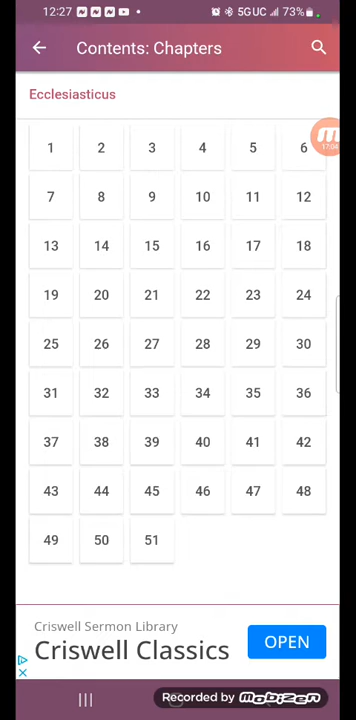 12:27 N N N 5GUC 73%
Contents: Chapters
Ecclesiasticus
1 2 3 4 5 6
17:04
7 8 9 10 11 12
13 14 15 16 17 18
19 20 21 22 23 24
25 26 27 28 29 30
31 32 33 34 35 36
37 38 39 40 41 42
43 44 45 46 47 48
49 50 51
Criswell Sermon Library
Criswell Classics
OPEN
Recorded by mobizen